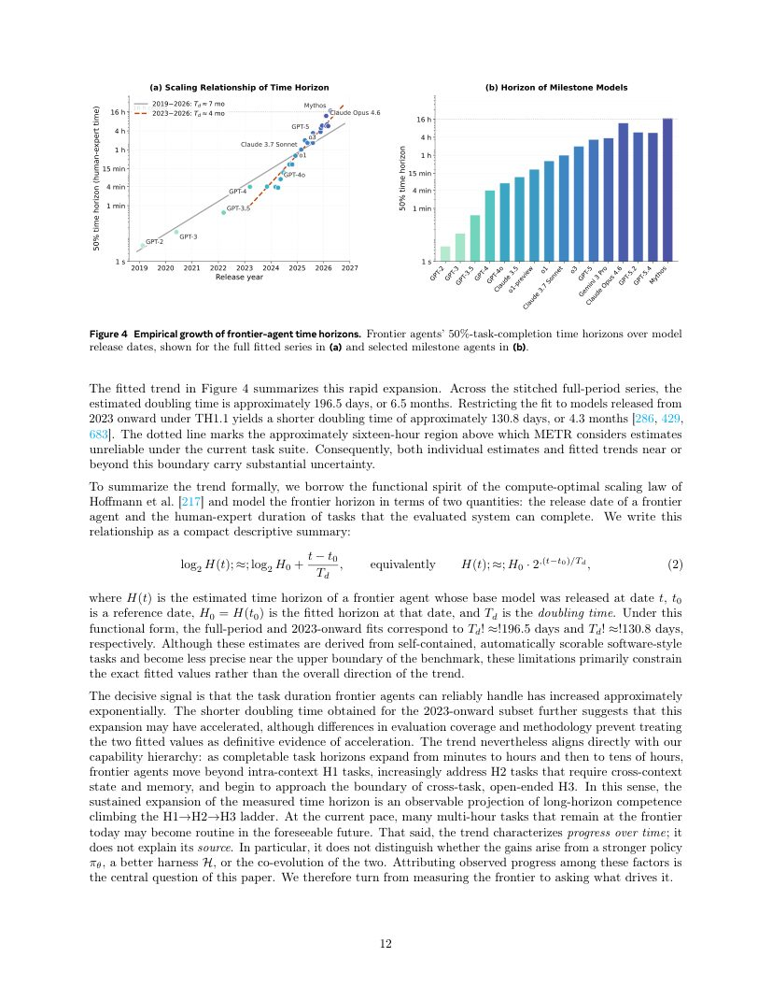 (a) Scaling Relationship of Time Horizon
50% time horizon (human-expert time)
16 h
4 h
1 h
15 min
4 min
1 min
1 s
2019−2026: T_d ≈ 7 mo
2023−2026: T_d ≈ 4 mo
Mythos
Claude Opus 4.6
GPT-5
o3
Claude 3.7 Sonnet
o1
GPT-4o
GPT-4
GPT-3.5
GPT-3
GPT-2
2019 2020 2021 2022 2023 2024 2025 2026 2027
Release year
(b) Horizon of Milestone Models
50% time horizon
16 h
4 h
1 h
15 min
4 min
1 min
1 s
GPT-2
GPT-3
GPT-3.5
GPT-4
GPT-4o
Claude 3.5
o1-preview
o1
Claude 3.7 Sonnet
o3
GPT-5
Gemini 3 Pro
Claude Opus 4.6
GPT-5.2
GPT-5.4
Mythos
Figure 4 Empirical growth of frontier-agent time horizons. Frontier agents' 50%-task-completion time horizons over model
release dates, shown for the full fitted series in (a) and selected milestone agents in (b).
The fitted trend in Figure 4 summarizes this rapid expansion. Across the stitched full-period series, the
estimated doubling time is approximately 196.5 days, or 6.5 months. Restricting the fit to models released from
2023 onward under TH1.1 yields a shorter doubling time of approximately 130.8 days, or 4.3 months [286, 429,
683]. The dotted line marks the approximately sixteen-hour region above which METR considers estimates
unreliable under the current task suite. Consequently, both individual estimates and fitted trends near or
beyond this boundary carry substantial uncertainty.
To summarize the trend formally, we borrow the functional spirit of the compute-optimal scaling law of
Hoffmann et al. [217] and model the frontier horizon in terms of two quantities: the release date of a frontier
agent and the human-expert duration of tasks that the evaluated system can complete. We write this
relationship as a compact descriptive summary:
log₂ H(t); ≈; log₂ H₀ + (t − t₀)/T_d, equivalently H(t); ≈; H₀ · 2^{·(t−t₀)/T_d}, (2)
where H(t) is the estimated time horizon of a frontier agent whose base model was released at date t, t₀
is a reference date, H₀ = H(t₀) is the fitted horizon at that date, and T_d is the doubling time. Under this
functional form, the full-period and 2023-onward fits correspond to T_d! ≈!196.5 days and T_d! ≈!130.8 days,
respectively. Although these estimates are derived from self-contained, automatically scorable software-style
tasks and become less precise near the upper boundary of the benchmark, these limitations primarily constrain
the exact fitted values rather than the overall direction of the trend.
The decisive signal is that the task duration frontier agents can reliably handle has increased approximately
exponentially. The shorter doubling time obtained for the 2023-onward subset further suggests that this
expansion may have accelerated, although differences in evaluation coverage and methodology prevent treating
the two fitted values as definitive evidence of acceleration. The trend nevertheless aligns directly with our
capability hierarchy: as completable task horizons expand from minutes to hours and then to tens of hours,
frontier agents move beyond intra-context H1 tasks, increasingly address H2 tasks that require cross-context
state and memory, and begin to approach the boundary of cross-task, open-ended H3. In this sense, the
sustained expansion of the measured time horizon is an observable projection of long-horizon competence
climbing the H1→H2→H3 ladder. At the current pace, many multi-hour tasks that remain at the frontier
today may become routine in the foreseeable future. That said, the trend characterizes progress over time; it
does not explain its source. In particular, it does not distinguish whether the gains arise from a stronger policy
π_θ, a better harness ℋ, or the co-evolution of the two. Attributing observed progress among these factors is
the central question of this paper. We therefore turn from measuring the frontier to asking what drives it.
12